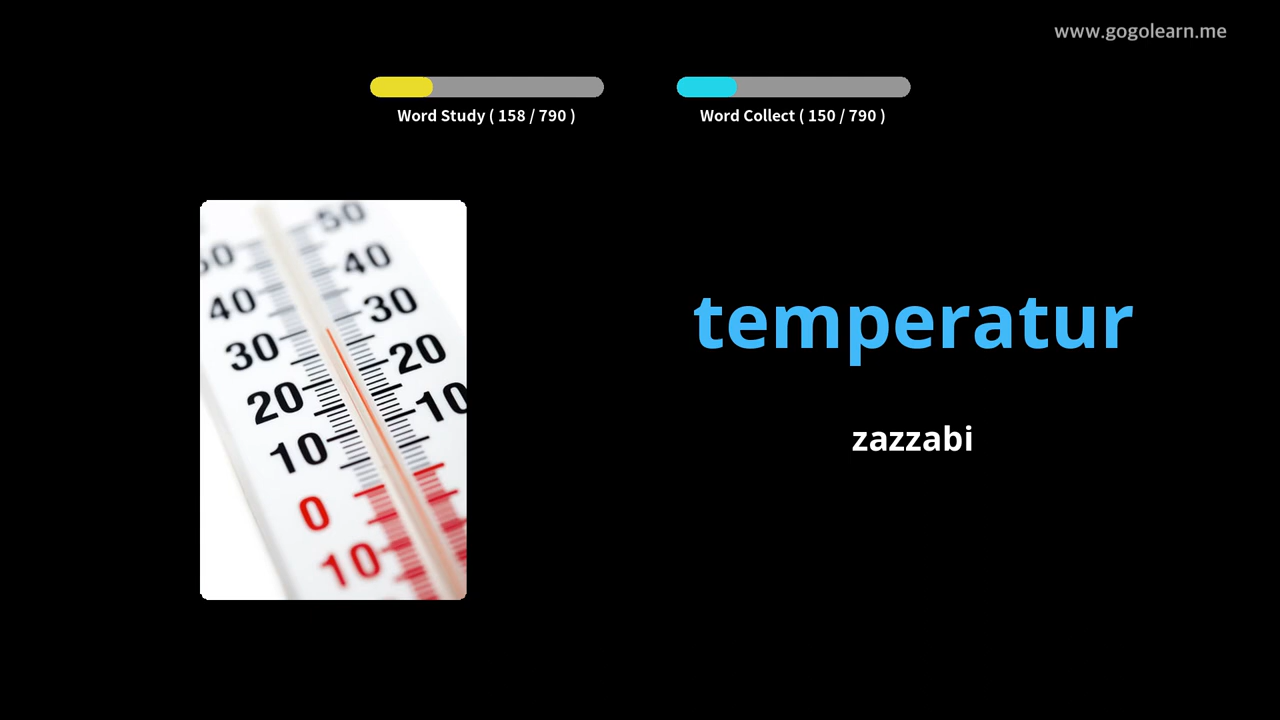 www.gogolearn.me
Word Study ( 158 / 790 )
Word Collect ( 150 / 790 )
50
50
40
40
30
30
20
20
10
10
0
10
temperatur
zazzabi